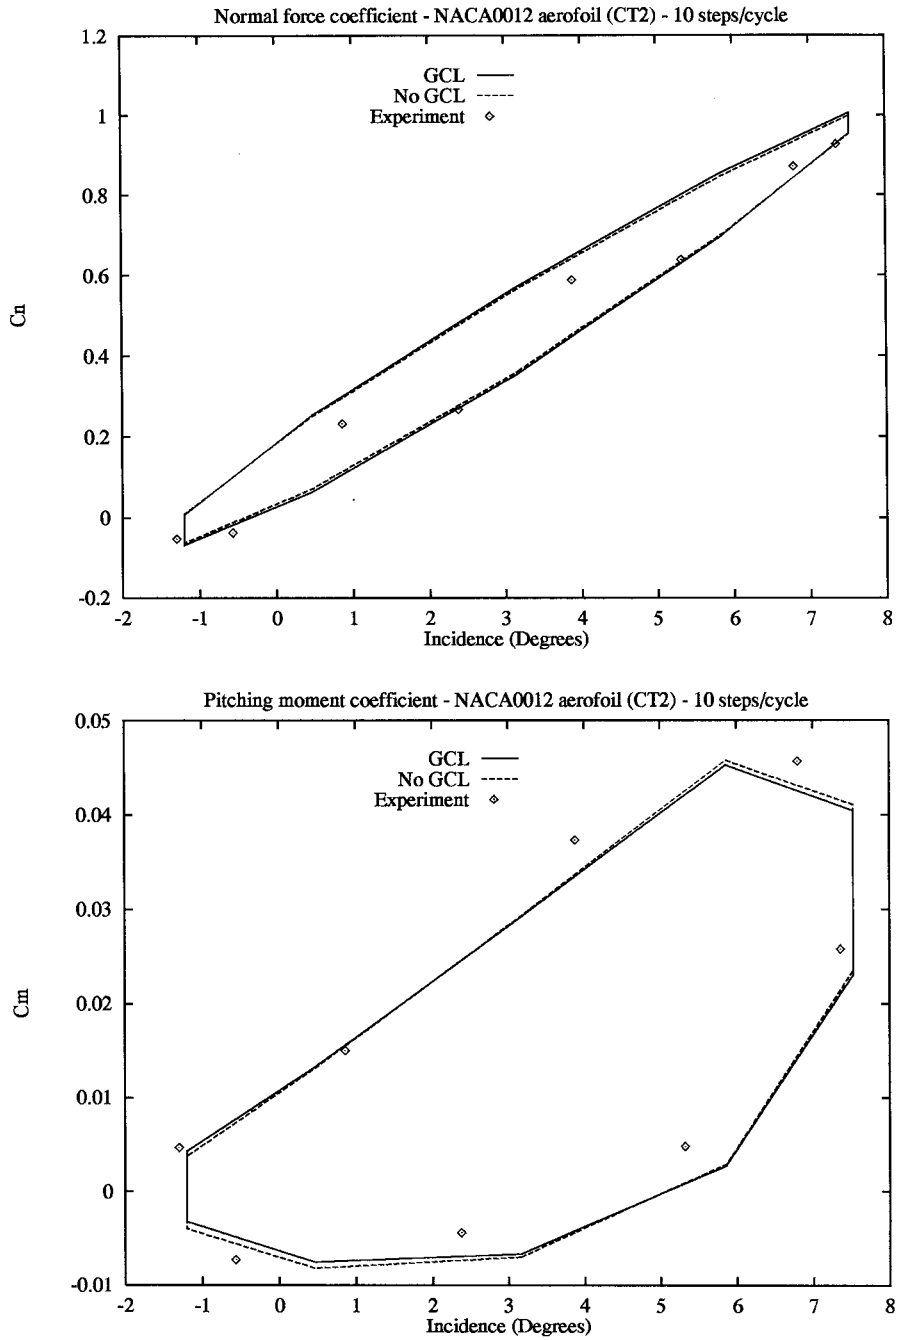 Normal force coefficient - NACA0012 aerofoil (CT2) - 10 steps/cycle
1.2
GCL
No GCL
Experiment
1
0.8
0.6
Cn
0.4
0.2
0
-0.2
-2 -1 0 1 2 3 4 5 6 7 8
Incidence (Degrees)
Pitching moment coefficient - NACA0012 aerofoil (CT2) - 10 steps/cycle
0.05
GCL
No GCL
Experiment
0.04
0.03
0.02
Cm
0.01
0
-0.01
-2 -1 0 1 2 3 4 5 6 7 8
Incidence (Degrees)